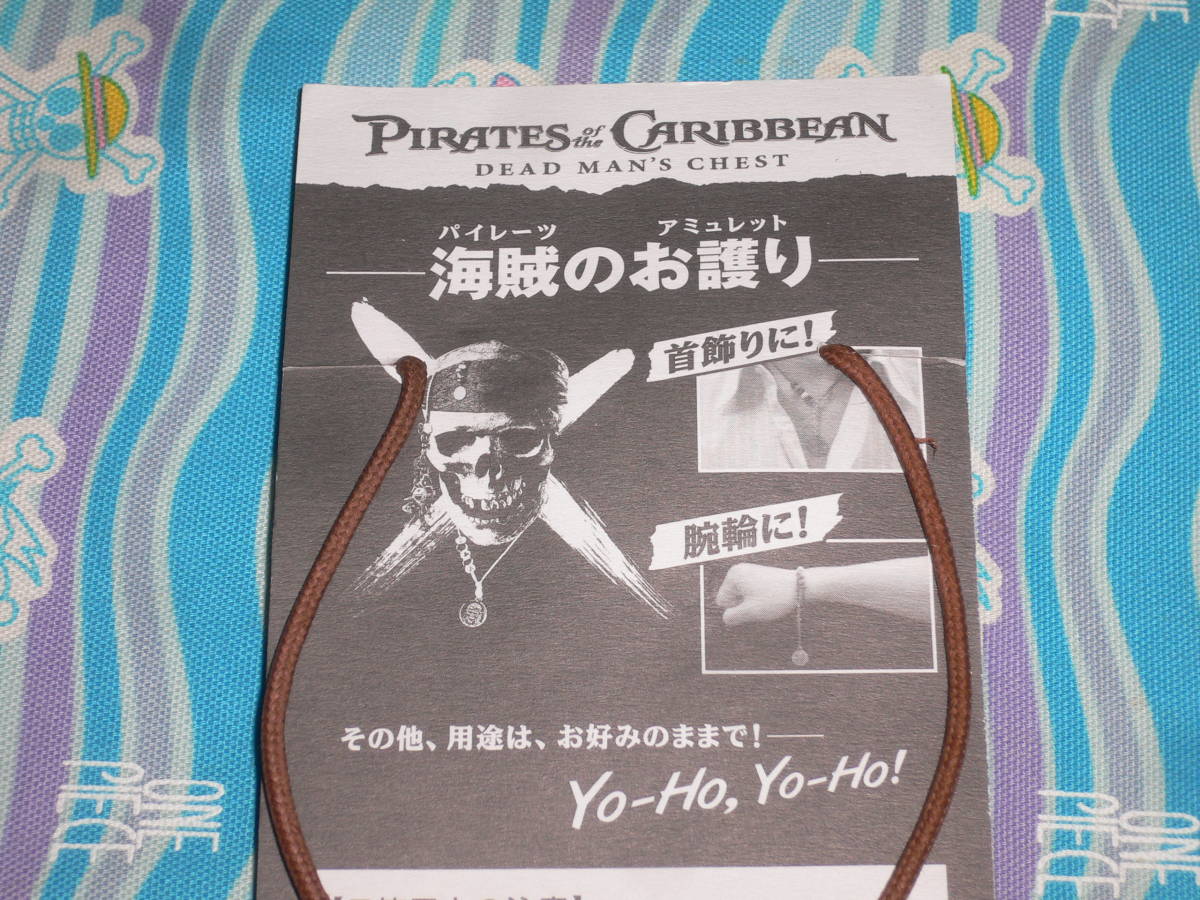 PIRATES of the CARIBBEAN
DEAD MAN'S CHEST
パイレーツ アミュレット
海賊のお護り
首飾りに!
腕輪に!
その他、用途は、お好みのままで!
Yo-Ho, Yo-Ho!
ONE PIECE
ONE PIECE
ONE